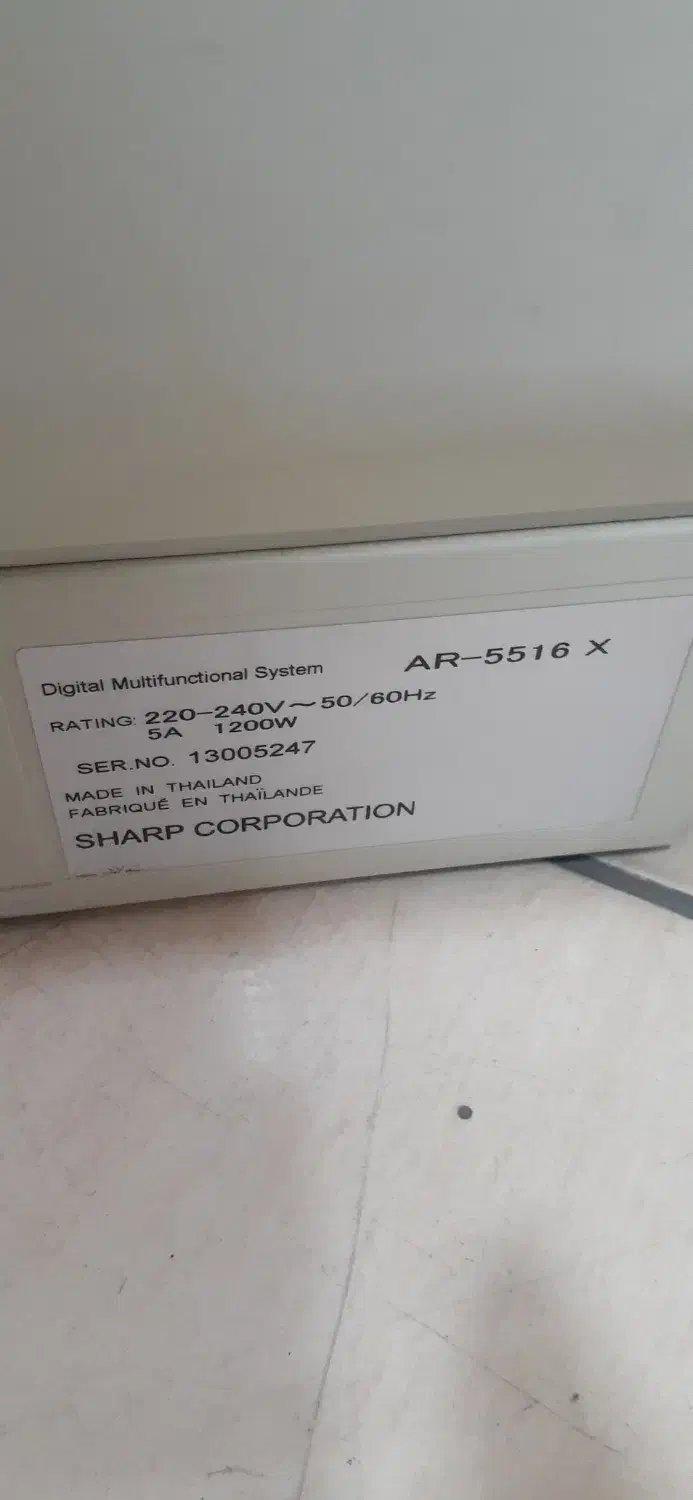 Digital Multifunctional System AR-5516 X
RATING: 220-240V~50/60Hz
5A 1200W
SER.NO. 13005247
MADE IN THAILAND
FABRIQUÉ EN THAÏLANDE
SHARP CORPORATION